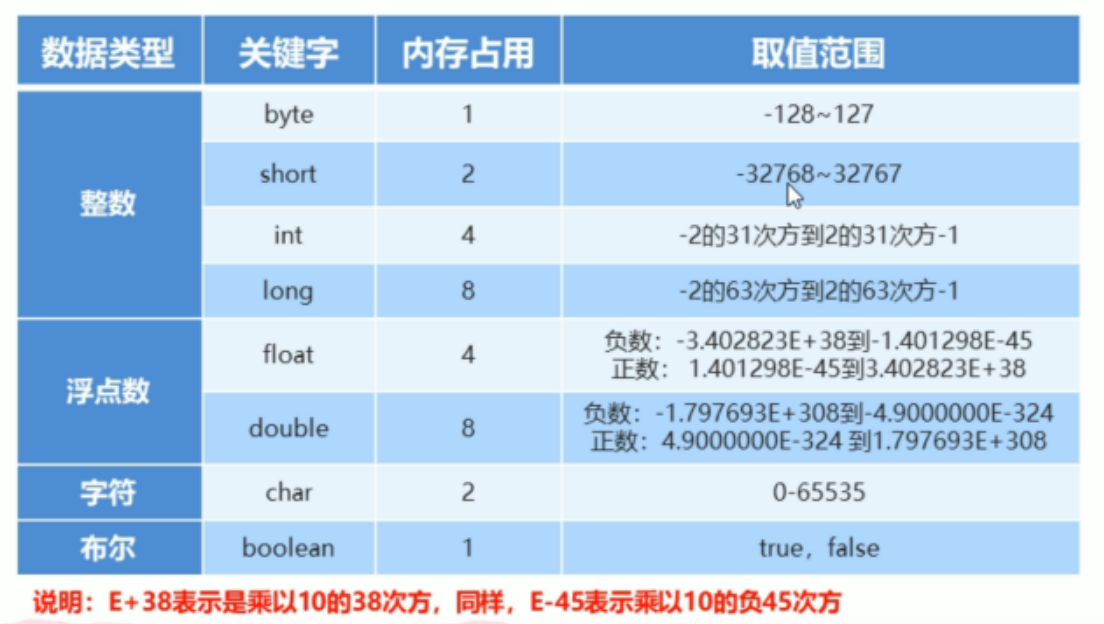 数据类型 关键字 内存占用 取值范围
整数
byte 1 -128~127
short 2 -32768~32767
int 4 -2的31次方到2的31次方-1
long 8 -2的63次方到2的63次方-1
浮点数
float 4 负数：-3.402823E+38到-1.401298E-45
正数： 1.401298E-45到3.402823E+38
double 8 负数：-1.797693E+308到-4.9000000E-324
正数：4.9000000E-324 到1.797693E+308
字符 char 2 0-65535
布尔 boolean 1 true，false
说明：E+38表示是乘以10的38次方，同样，E-45表示乘以10的负45次方